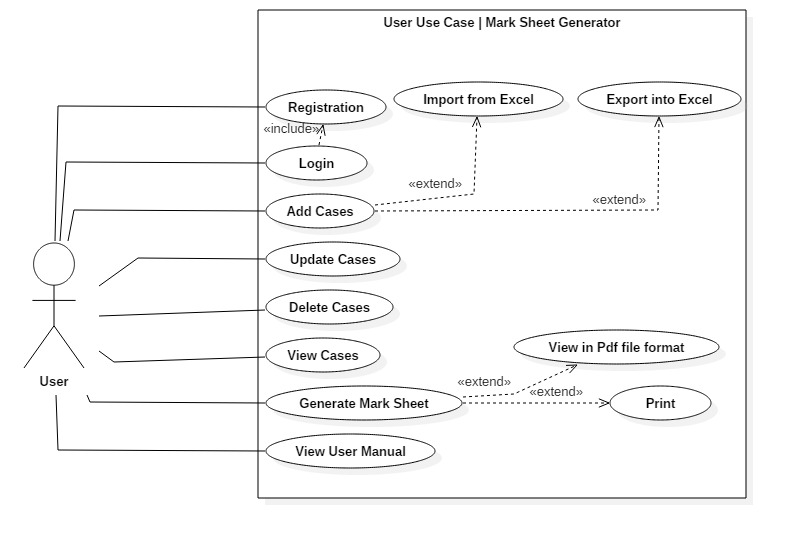 User Use Case | Mark Sheet Generator
Registration
Import from Excel
Export into Excel
«include»
Login
«extend»
«extend»
Add Cases
Update Cases
Delete Cases
View Cases
View in Pdf file format
User
«extend»
«extend»
Generate Mark Sheet
Print
View User Manual